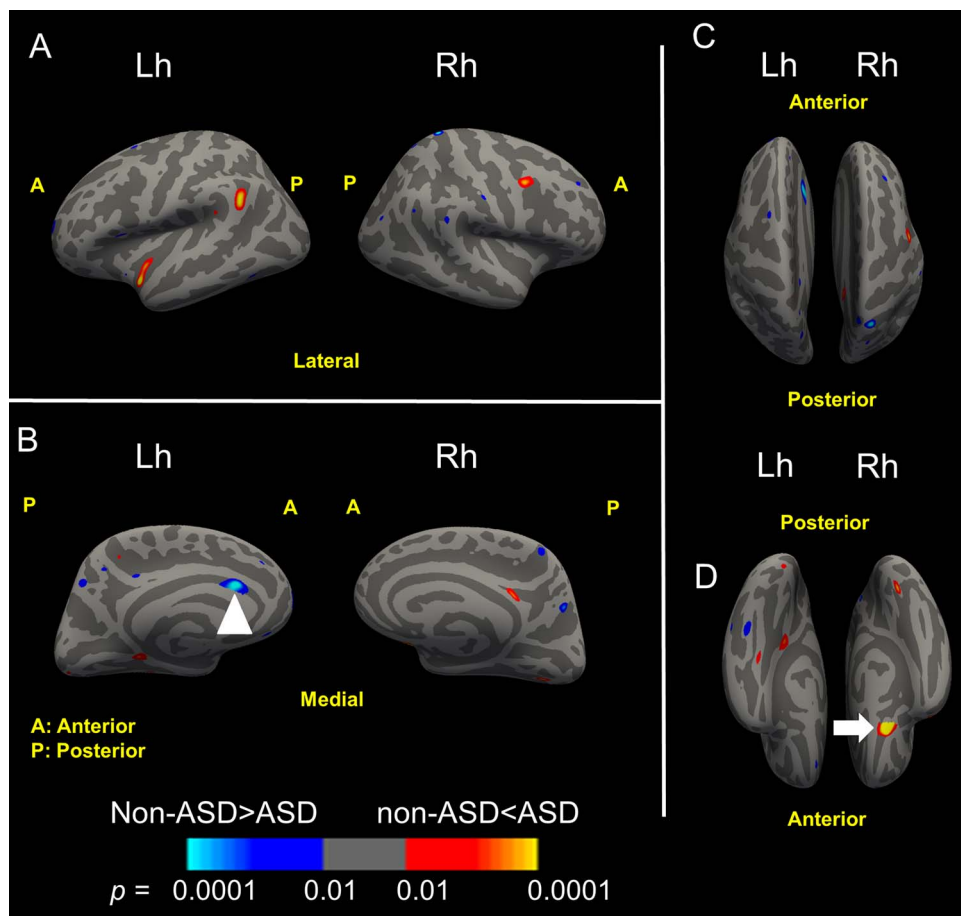 A
Lh Rh
A P P A
Lateral
B
Lh Rh
P A A P
Medial
A: Anterior
P: Posterior
Non-ASD>ASD non-ASD<ASD
p = 0.0001 0.01 0.01 0.0001
C
Lh Rh
Anterior
Posterior
Lh Rh
Posterior
D
Anterior